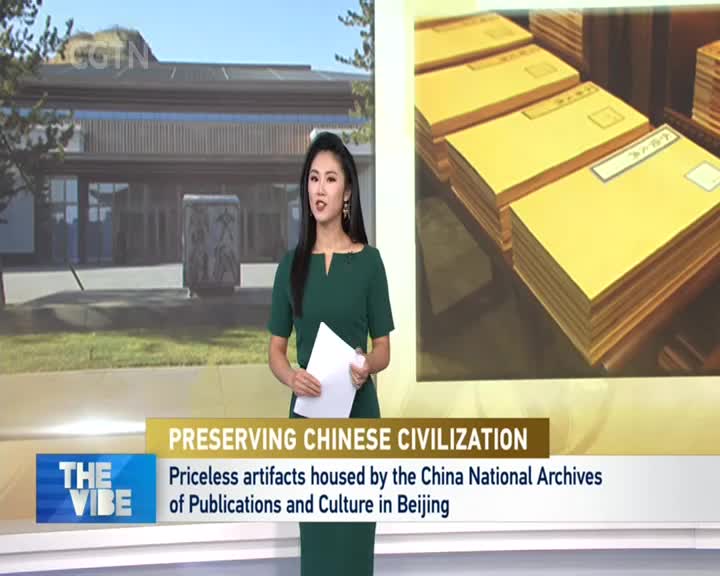 CGTN
PRESERVING CHINESE CIVILIZATION
THE
VIBE
Priceless artifacts housed by the China National Archives
of Publications and Culture in Beijing